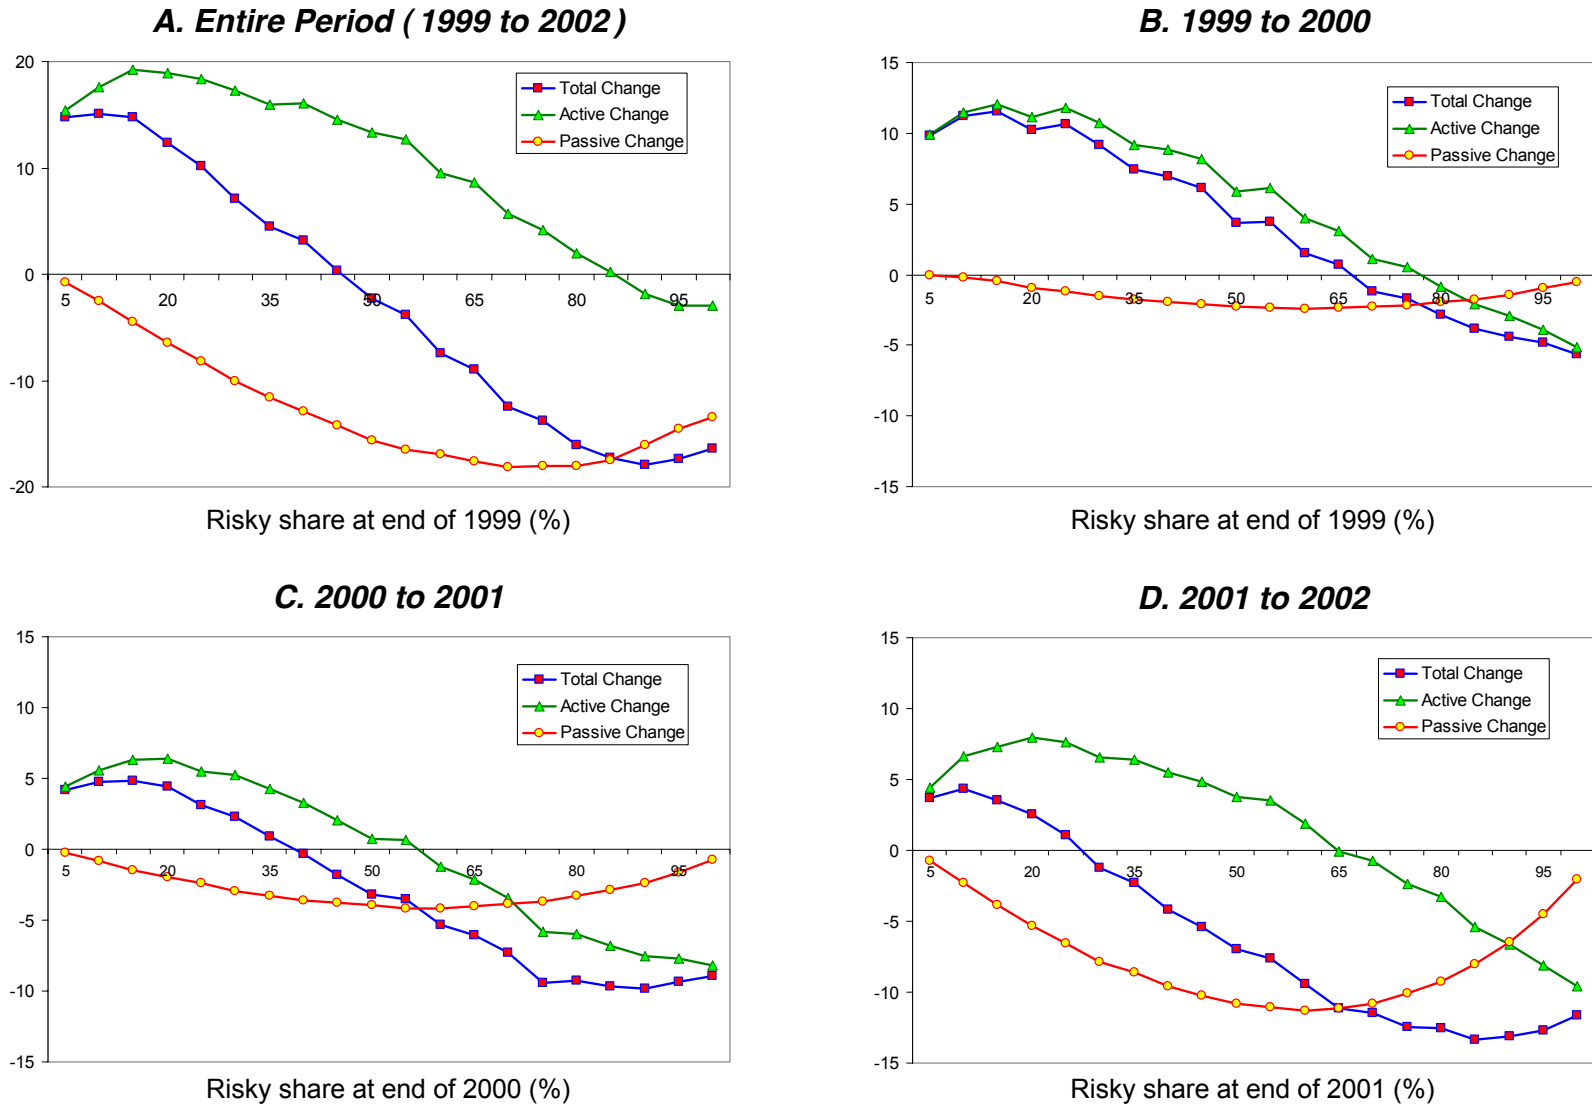 A. Entire Period ( 1999 to 2002 )
20
10
0
-10
-20
5 20 35 50 65 80 95
Total Change
Active Change
Passive Change
Risky share at end of 1999 (%)
B. 1999 to 2000
15
10
5
0
-5
-10
-15
5 20 35 50 65 80 95
Total Change
Active Change
Passive Change
Risky share at end of 1999 (%)
C. 2000 to 2001
15
10
5
0
-5
-10
-15
5 20 35 50 65 80 95
Total Change
Active Change
Passive Change
Risky share at end of 2000 (%)
D. 2001 to 2002
15
10
5
0
-5
-10
-15
5 20 35 50 65 80 95
Total Change
Active Change
Passive Change
Risky share at end of 2001 (%)